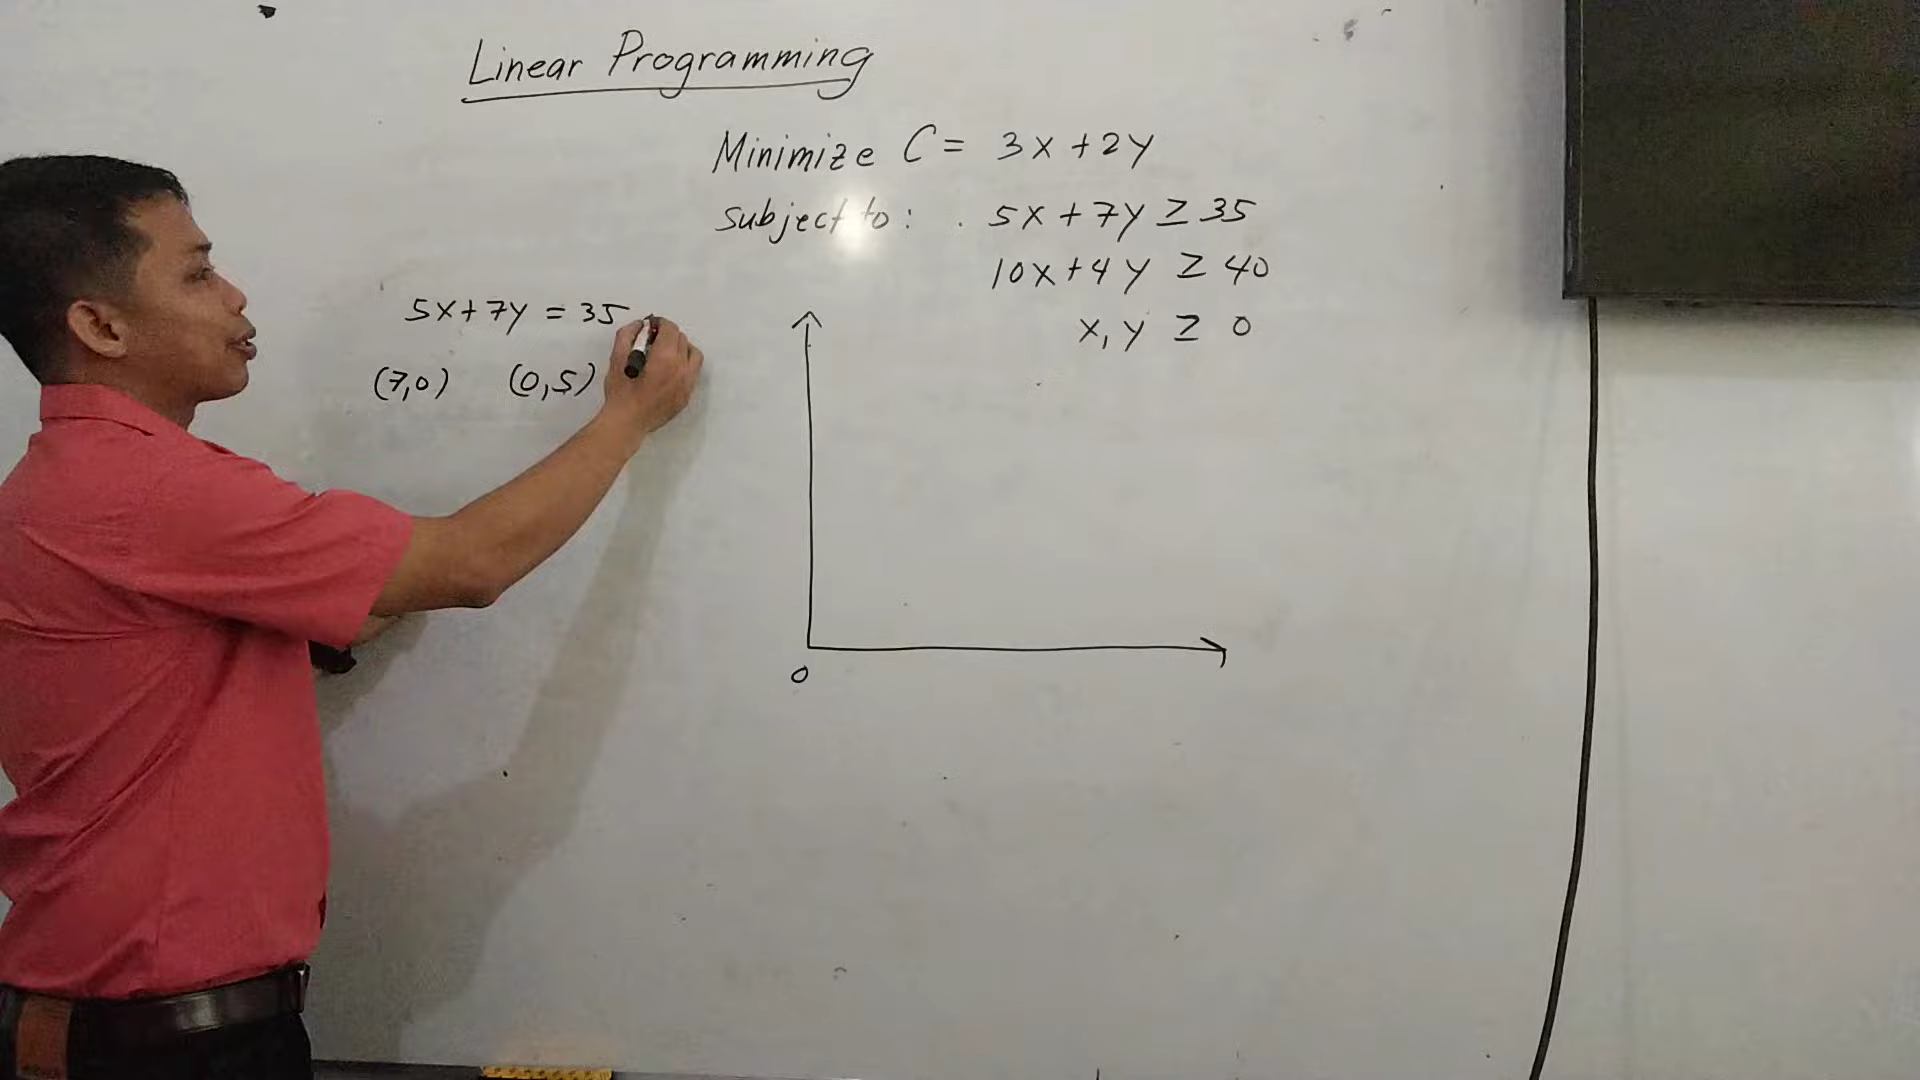 Linear Programming
Minimize C = 3x + 2y
subject to: 5x + 7y ≥ 35
10x + 4y ≥ 40
x, y ≥ 0
5x + 7y = 35
(7,0) (0,5)
0